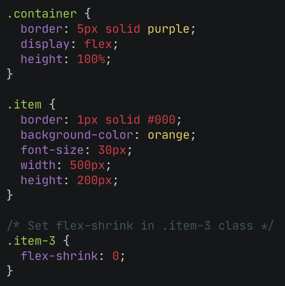 .container {
  border: 5px solid purple;
  display: flex;
  height: 100%;
}

.item {
  border: 1px solid #000;
  background-color: orange;
  font-size: 30px;
  width: 500px;
  height: 200px;
}

/* Set flex-shrink in .item-3 class */
.item-3 {
  flex-shrink: 0;
}